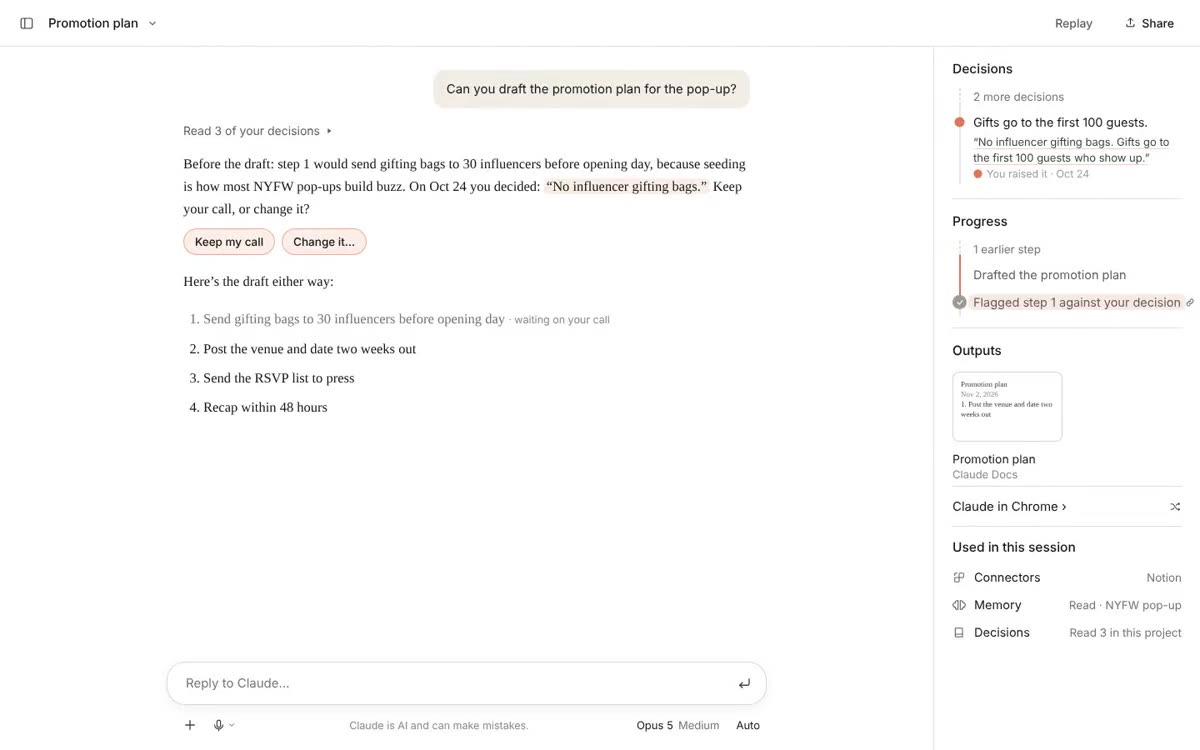 Promotion plan
Replay
Share
Can you draft the promotion plan for the pop-up?
Read 3 of your decisions
Before the draft: step 1 would send gifting bags to 30 influencers before opening day, because seeding
is how most NYFW pop-ups build buzz. On Oct 24 you decided: “No influencer gifting bags.” Keep
your call, or change it?
Keep my call
Change it...
Here’s the draft either way:
1. Send gifting bags to 30 influencers before opening day · waiting on your call
2. Post the venue and date two weeks out
3. Send the RSVP list to press
4. Recap within 48 hours
Reply to Claude...
Claude is AI and can make mistakes.
Opus 5 Medium
Auto
Decisions
2 more decisions
Gifts go to the first 100 guests.
“No influencer gifting bags. Gifts go to
the first 100 guests who show up.”
You raised it · Oct 24
Progress
1 earlier step
Drafted the promotion plan
Flagged step 1 against your decision
Outputs
Promotion plan
Nov 2, 2026
1. Post the venue and date two
weeks out
Promotion plan
Claude Docs
Claude in Chrome ›
Used in this session
Connectors
Notion
Memory
Read · NYFW pop-up
Decisions
Read 3 in this project